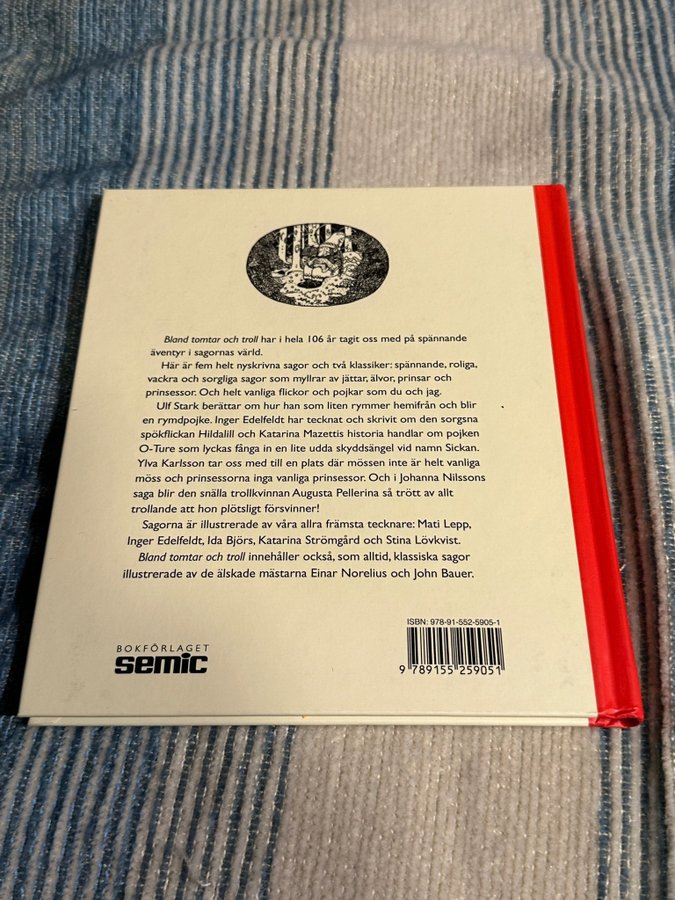 Bland tomtar och troll har i hela 106 år tagit oss med på spännande
äventyr i sagornas värld.
Här är fem helt nyskrivna sagor och två klassiker: spännande, roliga,
vackra och sorgliga sagor som myllrar av jättar, älvor, prinsar och
prinsessor. Och helt vanliga flickor och pojkar som du och jag.
Ulf Stark berättar om hur han som liten rymmer hemifrån och blir
en rymdpojke. Inger Edelfeldt har tecknat och skrivit om den sorgsna
spökflickan Hildalill och Katarina Mazettis historia handlar om pojken
O-Ture som lyckas fånga in en lite udda skyddsängel vid namn Sickan.
Ylva Karlsson tar oss med till en plats där mössen inte är helt vanliga
möss och prinsessorna inga vanliga prinsessor. Och i Johanna Nilssons
saga blir den snälla trollkvinnan Augusta Pellerina så trött av allt
trollande att hon plötsligt försvinner!
Sagorna är illustrerade av våra allra främsta tecknare: Mati Lepp,
Inger Edelfeldt, Ida Björs, Katarina Strömgård och Stina Lövkvist.
Bland tomtar och troll innehåller också, som alltid, klassiska sagor
illustrerade av de älskade mästarna Einar Norelius och John Bauer.
ISBN: 978-91-552-5905-1
BOKFÖRLAGET
semic
9 789155 259051